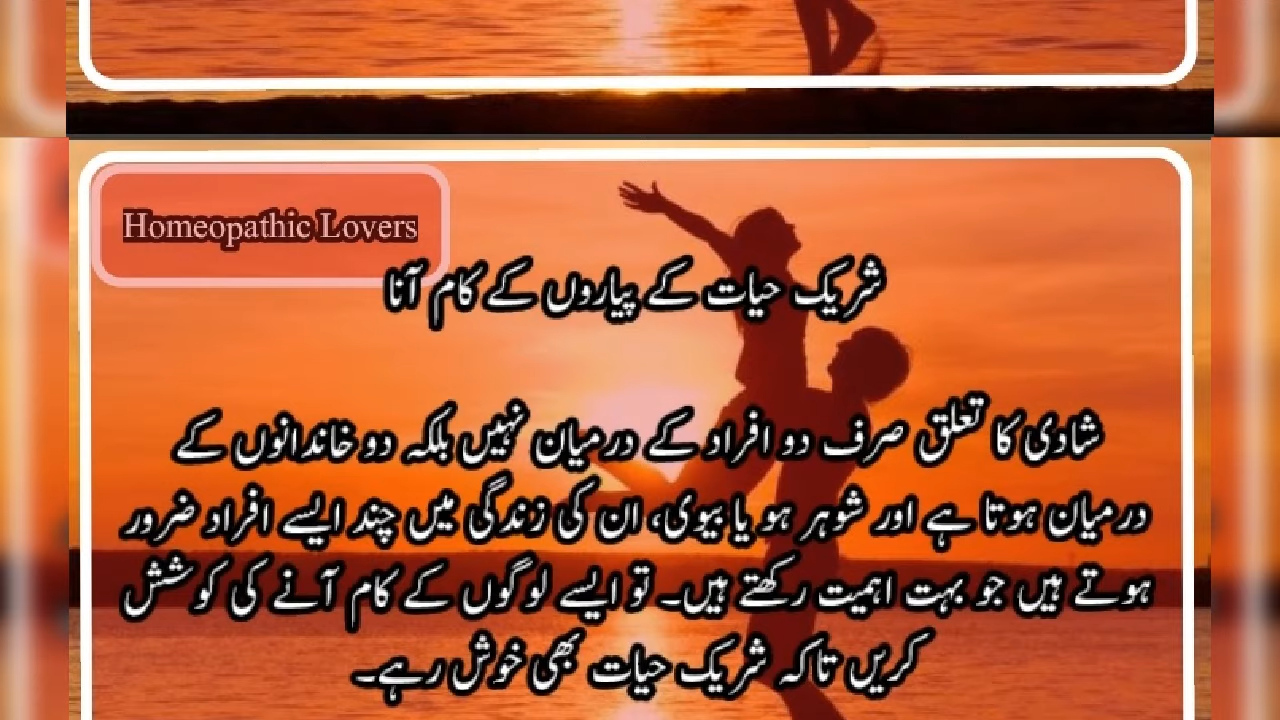 Homeopathic Lovers
شریک حیات کے پیاروں کے کام آنا
شادی کا تعلق صرف دو افراد کے درمیان نہیں بلکہ دو خاندانوں کے
درمیان ہوتا ہے اور شوہر ہو یا بیوی، ان کی زندگی میں چند ایسے افراد ضرور
ہوتے ہیں جو بہت اہمیت رکھتے ہیں۔ تو ایسے لوگوں کے کام آنے کی کوشش
کریں تاکہ شریک حیات بھی خوش رہے۔